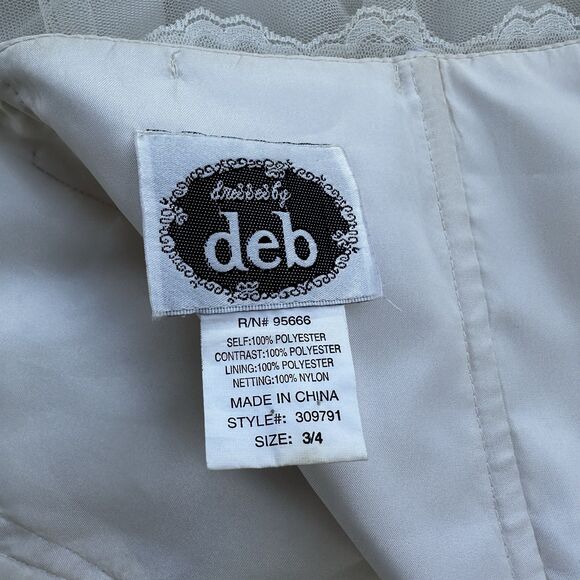 dresses by
deb
R/N# 95666
SELF:100% POLYESTER
CONTRAST:100% POLYESTER
LINING:100% POLYESTER
NETTING:100% NYLON
MADE IN CHINA
STYLE#: 309791
SIZE: 3/4